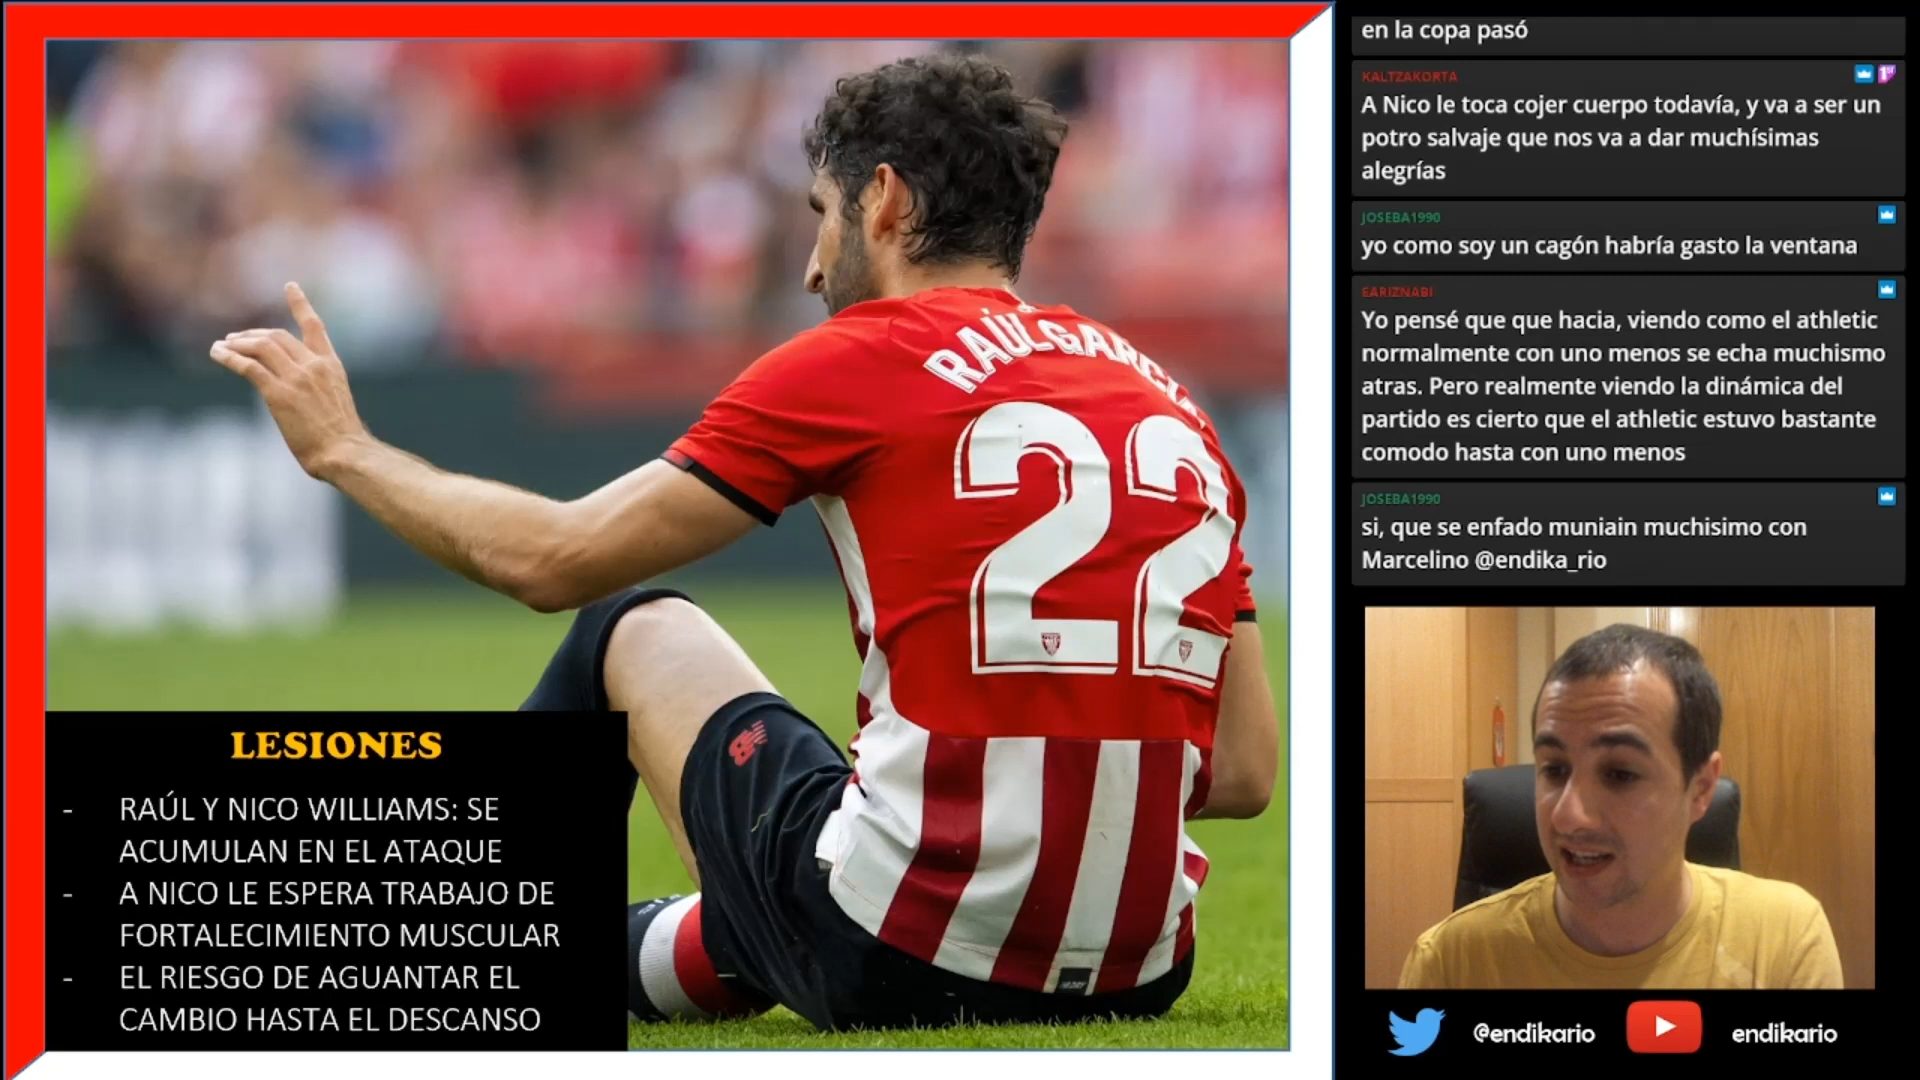 RAÚL GARCÍA
22
LESIONES
- RAÚL Y NICO WILLIAMS: SE
ACUMULAN EN EL ATAQUE
- A NICO LE ESPERA TRABAJO DE
FORTALECIMIENTO MUSCULAR
- EL RIESGO DE AGUANTAR EL
CAMBIO HASTA EL DESCANSO
en la copa pasó
KALTZAKORTA
A Nico le toca cojer cuerpo todavía, y va a ser un
potro salvaje que nos va a dar muchísimas
alegrías
JOSEBA1990
yo como soy un cagón habría gasto la ventana
EARIZNABI
Yo pensé que que hacia, viendo como el athletic
normalmente con uno menos se echa muchismo
atras. Pero realmente viendo la dinámica del
partido es cierto que el athletic estuvo bastante
comodo hasta con uno menos
JOSEBA1990
si, que se enfado muniain muchisimo con
Marcelino @endika_rio
@endikario
endikario